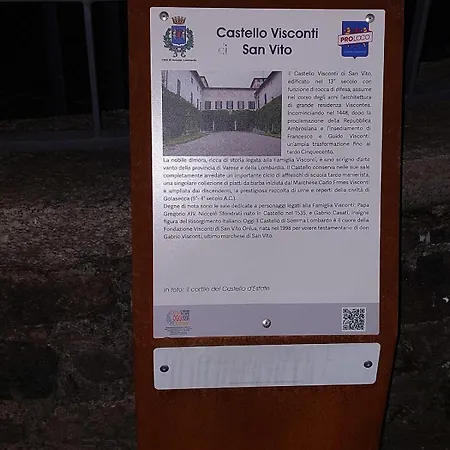 Castello Visconti
di San Vito
PROLOCO
Il Castello Visconti di San Vito,
edificato nel 13° secolo con
funzione di rocca di difesa, assume
nel corso degli anni l'architettura
di grande residenza Viscontea.
Incominciando nel 1448, dopo la
proclamazione della Repubblica
Ambrosiana e l'insediamento di
Francesco e Guido Visconti
un'ampia trasformazione fino al
tardo Cinquecento.
La nobile dimora, ricca di storia legata alla Famiglia Visconti, è uno scrigno d'arte
vanto della provincia di Varese e della Lombardia. Il Castello conserva nelle sue sale
completamente arredate un importante ciclo di affreschi di scuola tardo manierista,
una singolare collezione di piatti da barba iniziata dal Marchese Carlo Ermes Visconti
e ampliata dai discendenti, la prestigiosa raccolta di urne e reperti della civiltà di
Golasecca (5°-4° secolo A.C.).
Degne di nota sono le sale dedicate a personaggi legati alla Famiglia Visconti: Papa
Gregorio XIV, Niccolò Sfondrati nato in Castello nel 1535, e Gabrio Casati, insigne
figura del Risorgimento italiano. Oggi il Castello di Somma Lombardo è il cuore della
Fondazione Visconti di San Vito Onlus, nata nel 1998 per volere testamentario di don
Gabrio Visconti, ultimo marchese di San Vito.
In foto: il cortile del Castello d'Estate